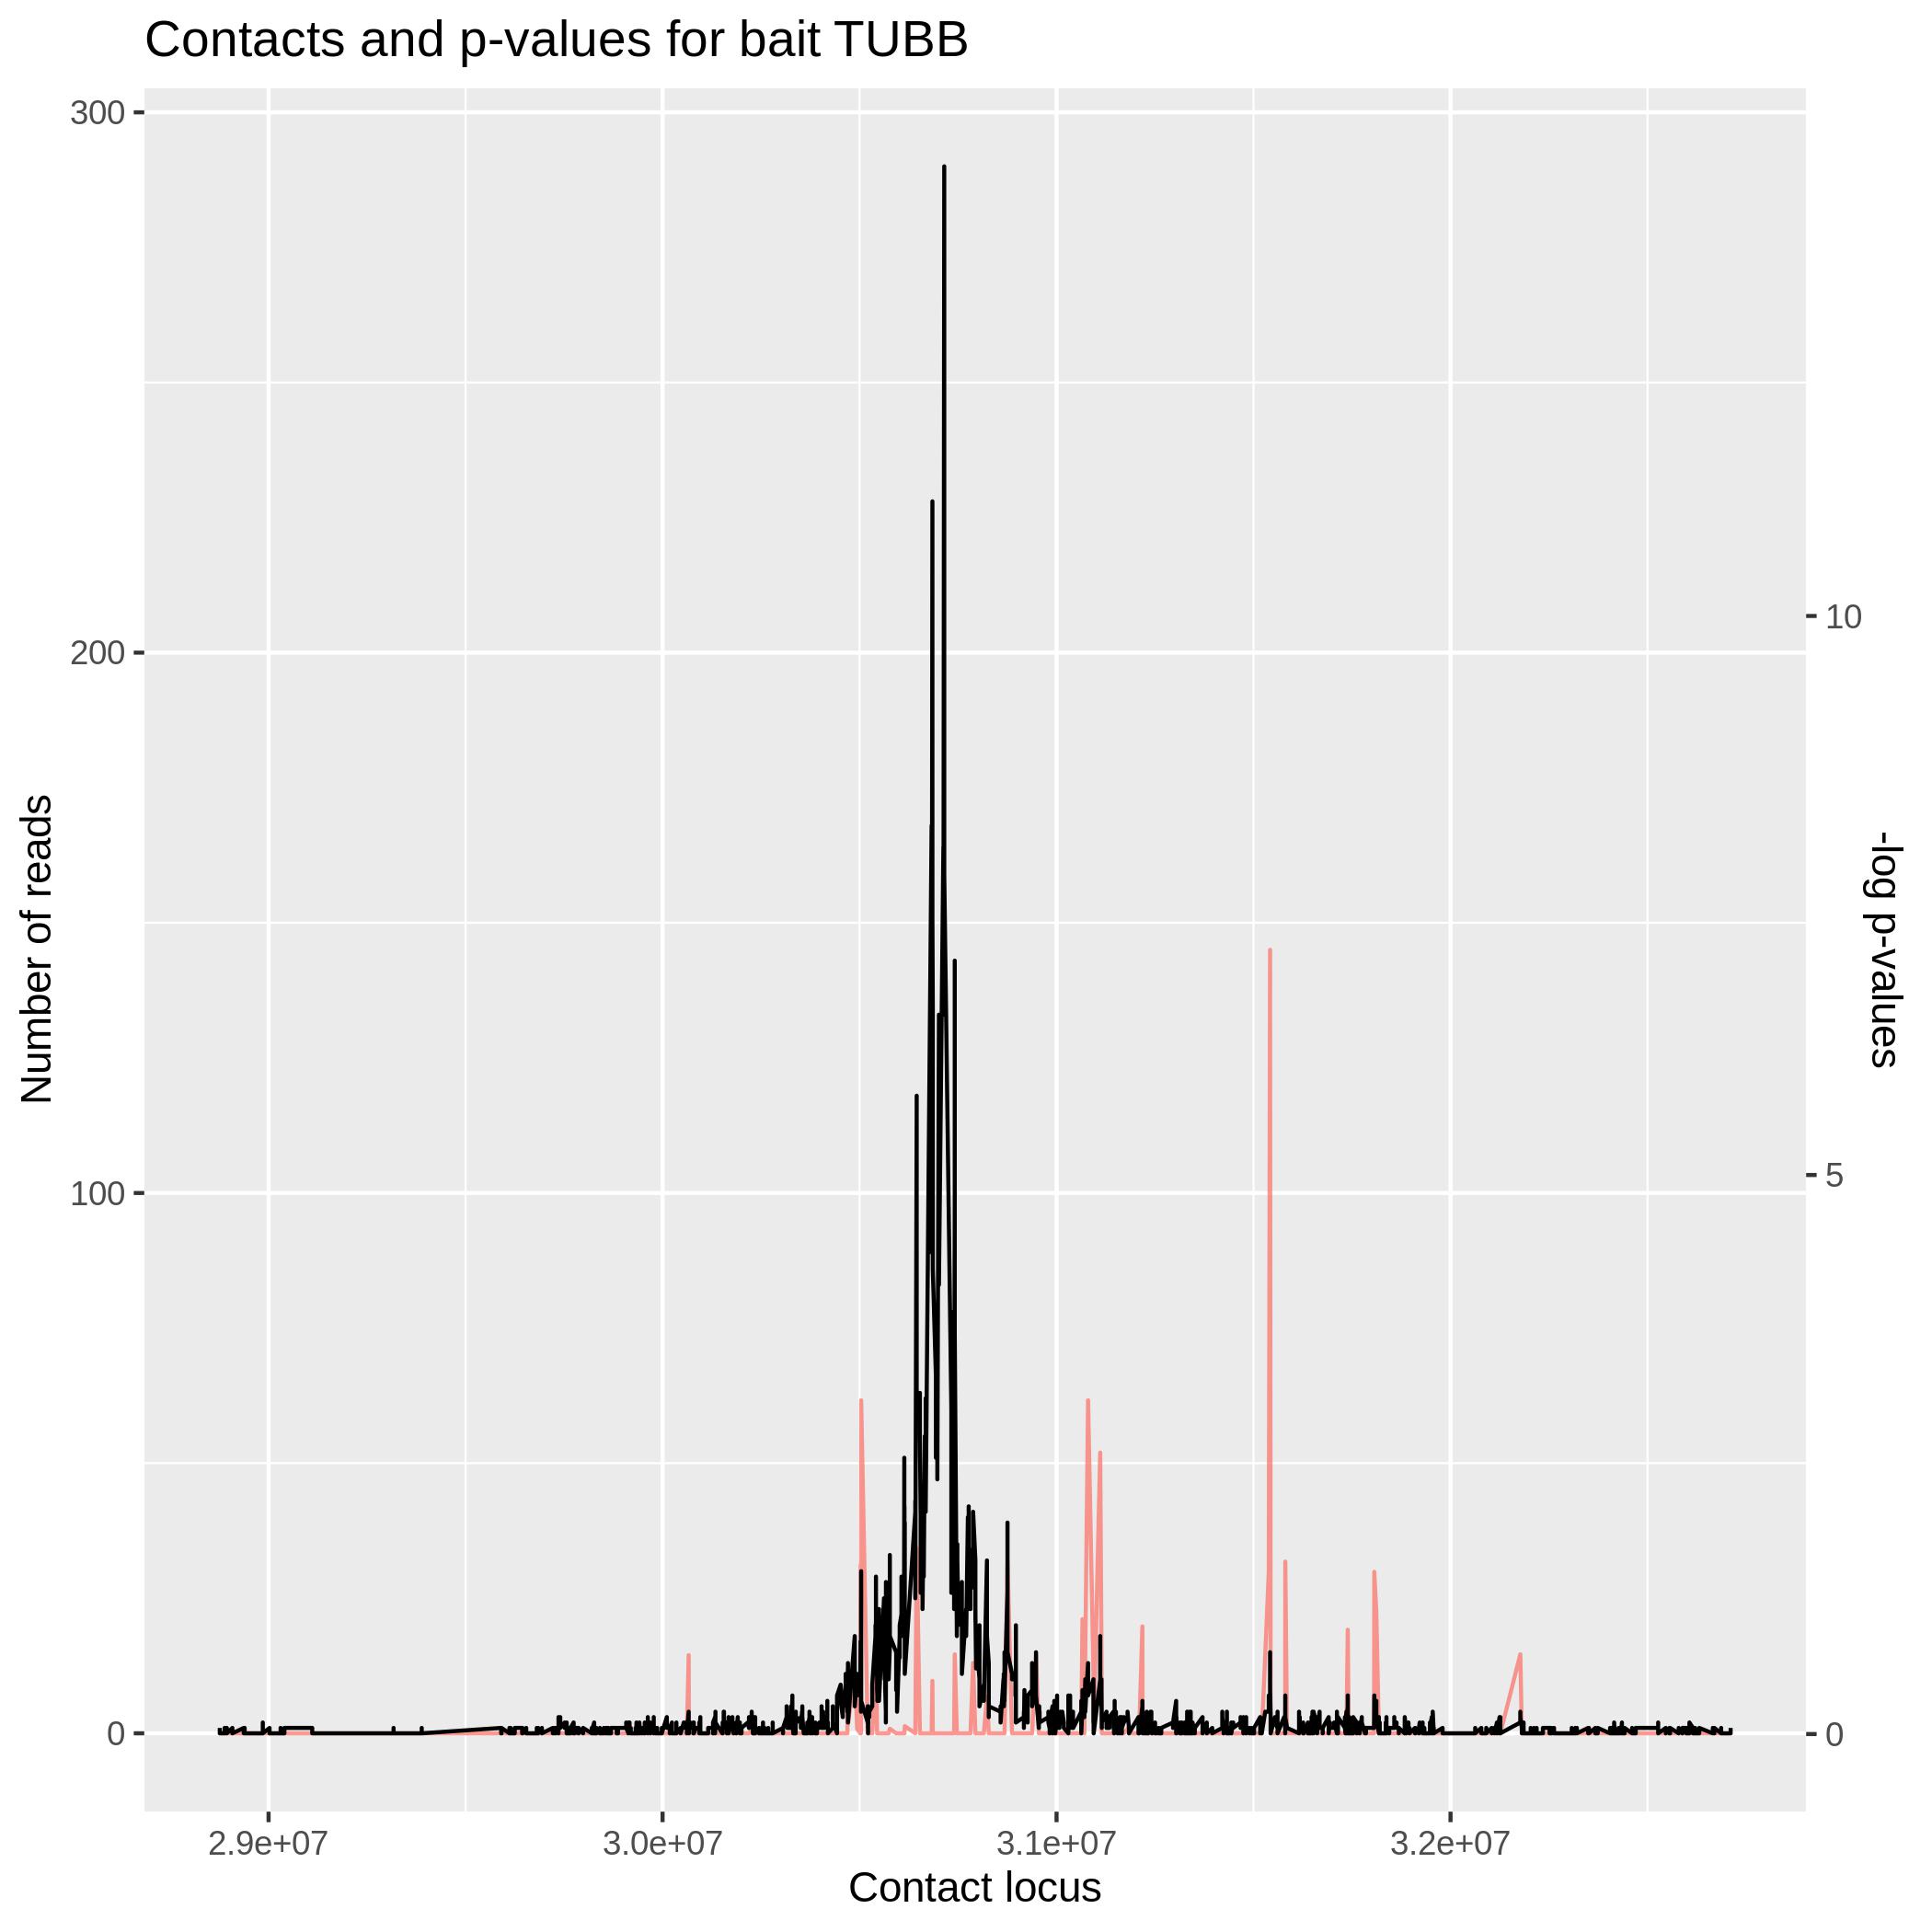 Contacts and p-values for bait TUBB
300
200
100
0
Number of reads
10
5
0
-log p-values
2.9e+07
3.0e+07
3.1e+07
3.2e+07
Contact locus